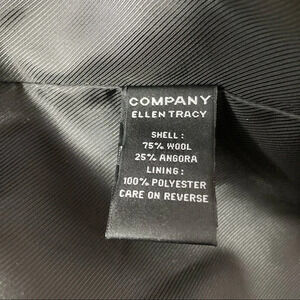 COMPANY
ELLEN TRACY
SHELL:
75% WOOL
25% ANGORA
LINING:
100% POLYESTER
CARE ON REVERSE